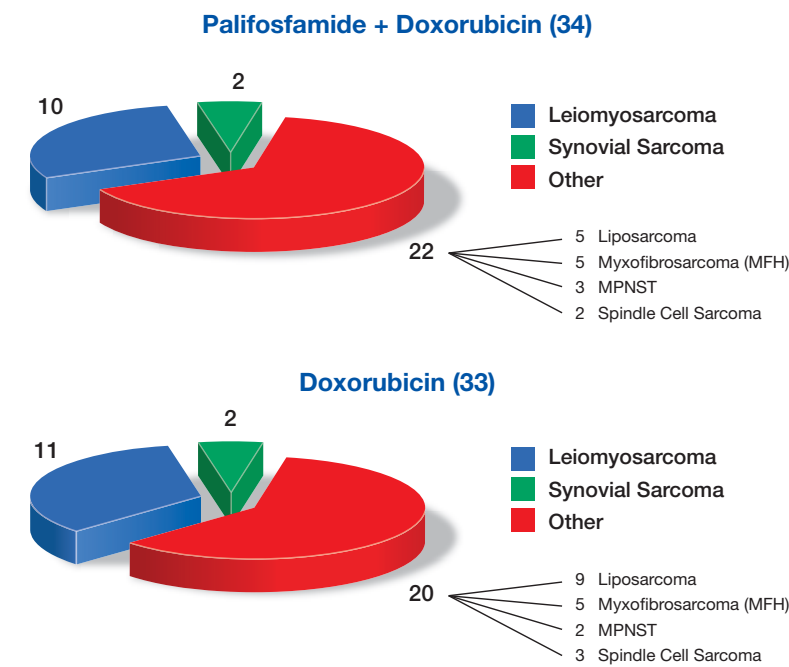 Palifosfamide + Doxorubicin (34)
2
10
Leiomyosarcoma
Synovial Sarcoma
Other
22
5 Liposarcoma
5 Myxofibrosarcoma (MFH)
3 MPNST
2 Spindle Cell Sarcoma
Doxorubicin (33)
2
11
Leiomyosarcoma
Synovial Sarcoma
Other
20
9 Liposarcoma
5 Myxofibrosarcoma (MFH)
2 MPNST
3 Spindle Cell Sarcoma